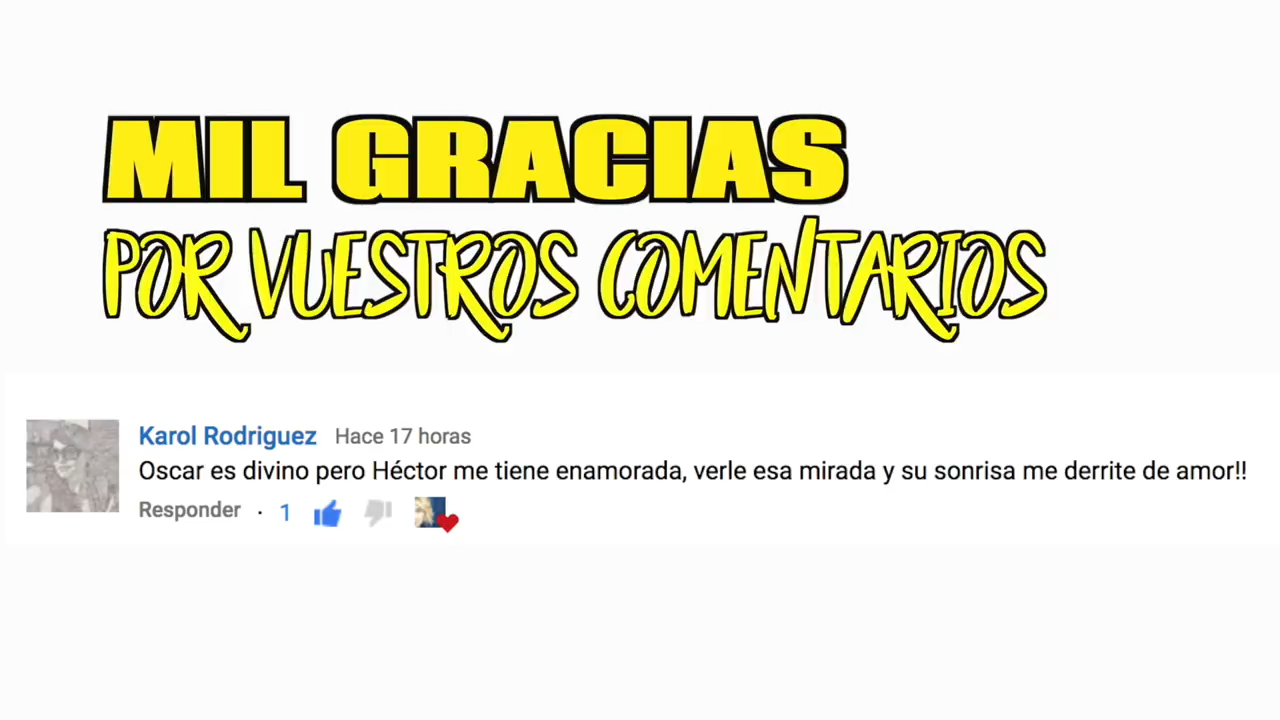 MIL GRACIAS
POR VUESTROS COMENTARIOS
Karol Rodriguez Hace 17 horas
Oscar es divino pero Héctor me tiene enamorada, verle esa mirada y su sonrisa me derrite de amor!!
Responder · 1